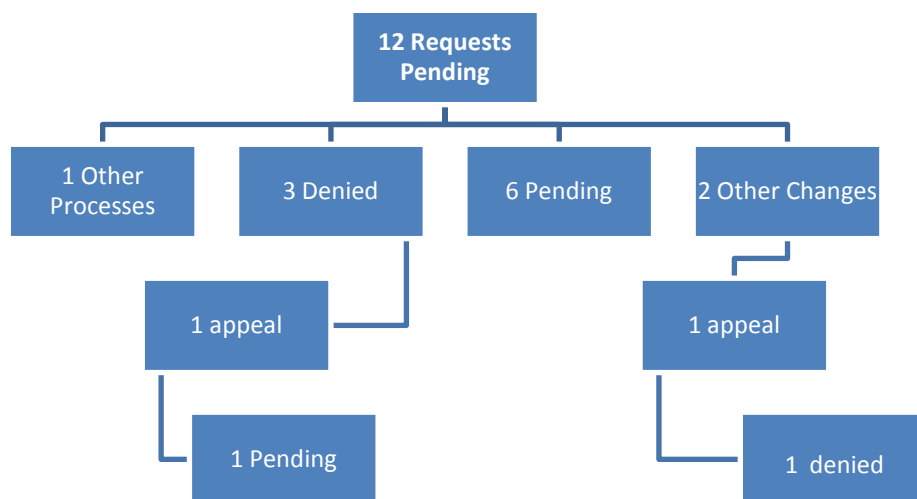 12 Requests
Pending
1 Other
Processes
3 Denied
6 Pending
2 Other Changes
1 appeal
1 appeal
1 Pending
1 denied